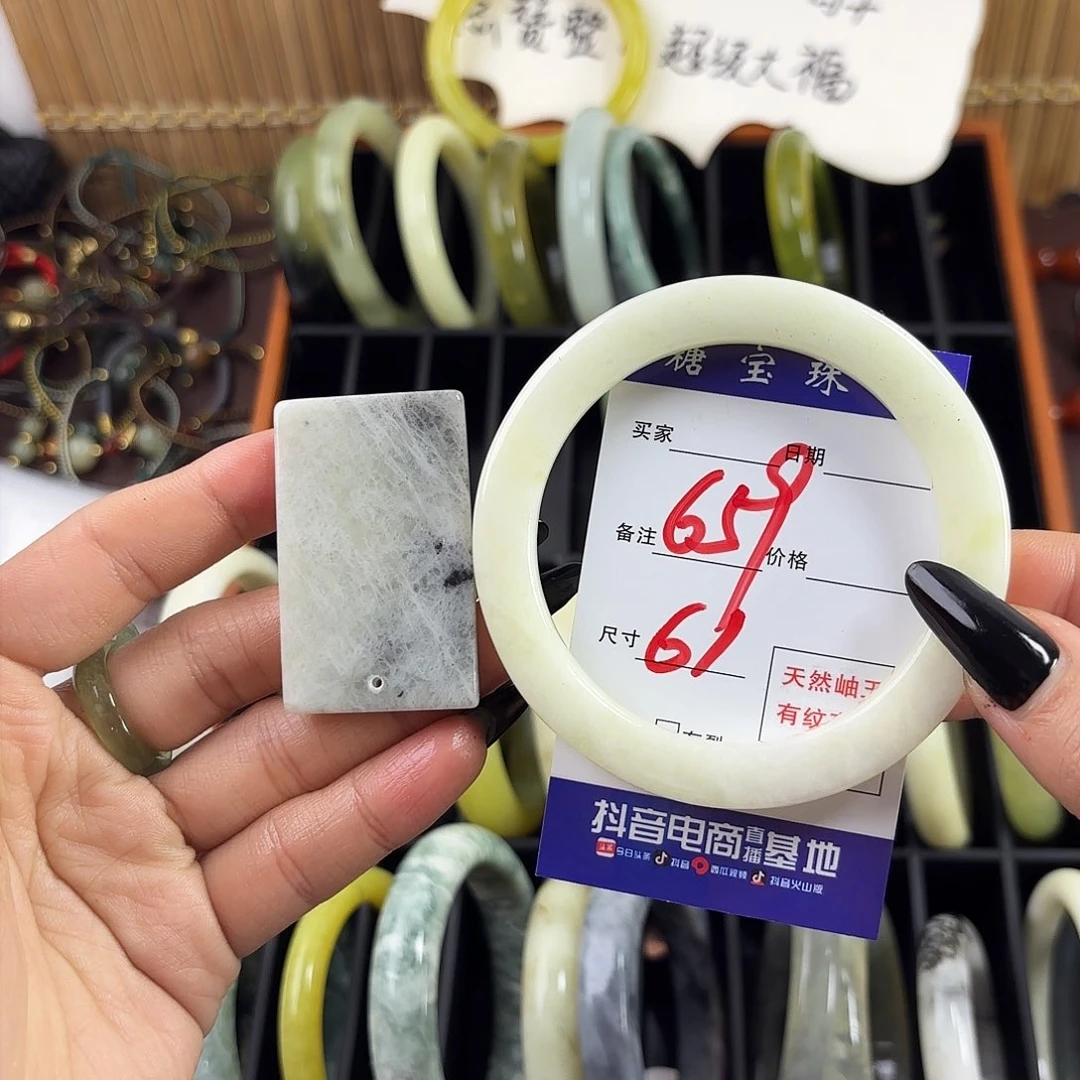 超级大福
糖宝珠
买家
日期
659
备注
价格
尺寸
61
天然岫玉
有纹
抖音电商直播基地
头条 今日头条 抖音 西瓜视频 抖音火山版